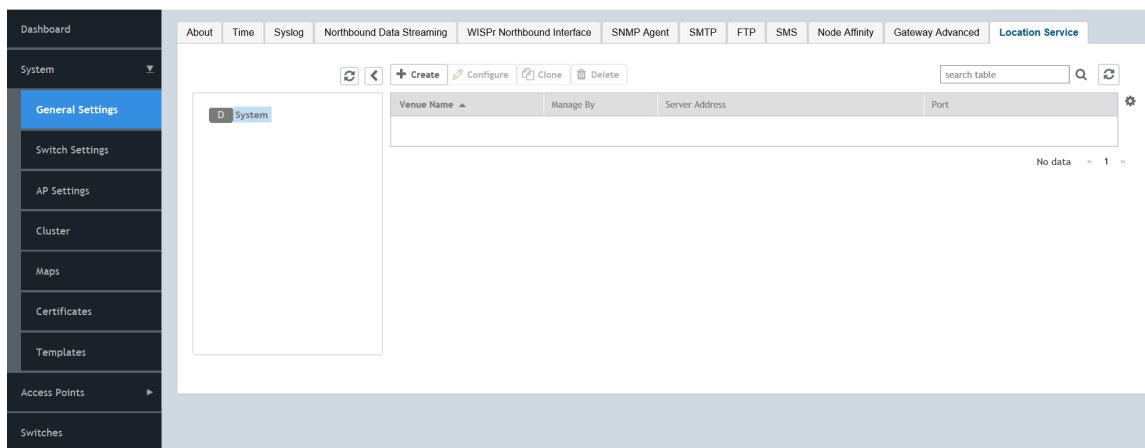 Dashboard
System
General Settings
Switch Settings
AP Settings
Cluster
Maps
Certificates
Templates
Access Points
Switches
About Time Syslog Northbound Data Streaming WISPr Northbound Interface SNMP Agent SMTP FTP SMS Node Affinity Gateway Advanced Location Service
Create Configure Clone Delete search table
D System
Venue Name Manage By Server Address Port
No data 1